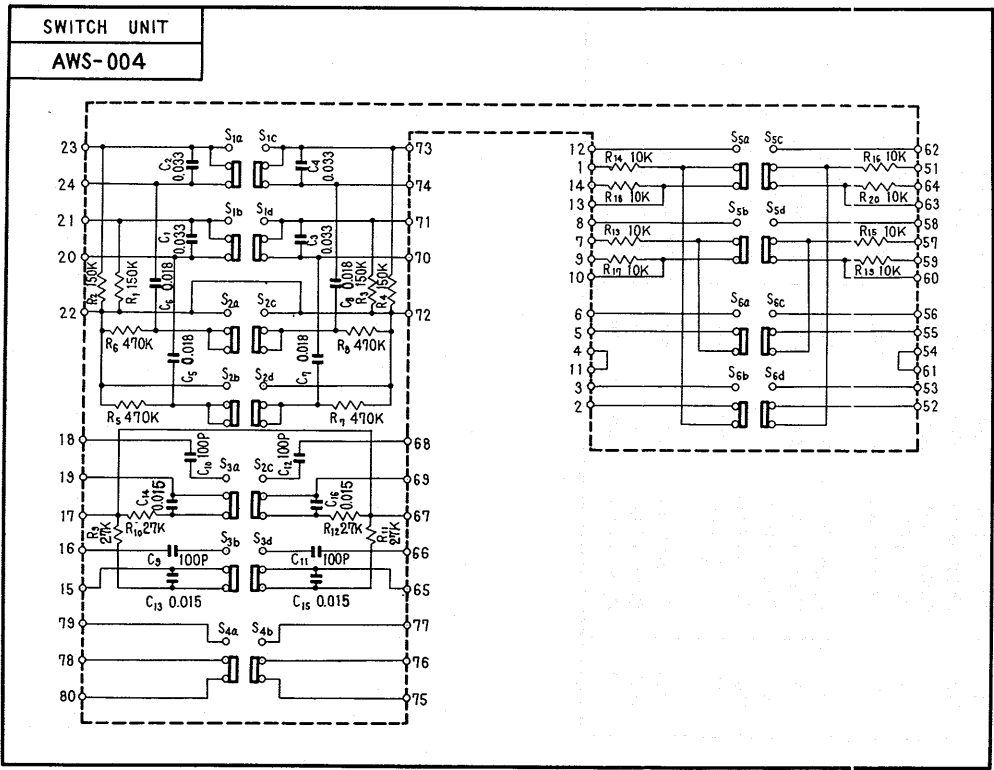 SWITCH UNIT
AWS-004
23 S1a S1c 73
C2 0.033
C4 0.033
24 74
21 S1b S1d 71
C1 0.033
C3 0.033
20 70
R2 150K
R1 150K
C6 0.018
C8 0.018
R3 150K
R4 150K
22 S2a S2c 72
R6 470K
R8 470K
C5 0.018
C7 0.018
S2b S2d
R5 470K
R7 470K
18 68
C10 100P
C12 100P
S3a S2c
19 69
C14 0.015
C16 0.015
17 67
R9 27K
R10 27K
R12 27K
R11 27K
16 S3b S3d 66
C9 100P
C11 100P
15 65
C13 0.015
C15 0.015
79 S4a S4b 77
78 76
80 75
12 S5a S5c 62
R14 10K
R16 10K
1 51
14 64
R18 10K
R20 10K
13 63
8 S5b S5d 58
R13 10K
R15 10K
7 57
9 59
R17 10K
R19 10K
10 60
6 S6a S6c 56
5 55
4 54
11 61
3 S6b S6d 53
2 52